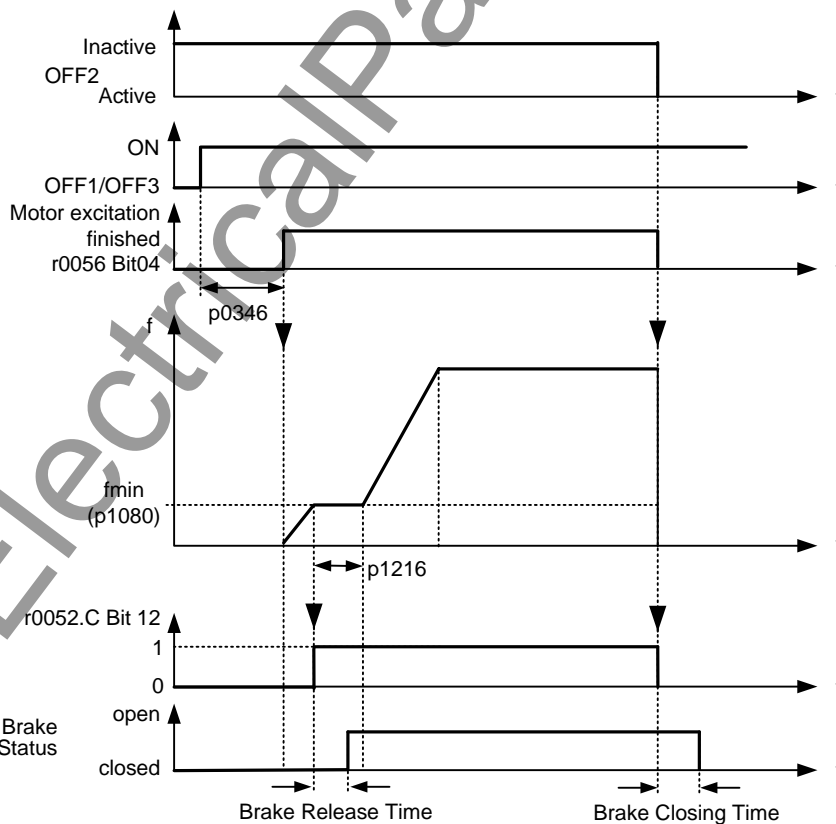 Inactive
OFF2
Active
ON
OFF1/OFF3
Motor excitation
finished
r0056 Bit04
p0346
f
fmin
(p1080)
p1216
r0052.C Bit 12
1
0
open
Brake
Status
closed
Brake Release Time
Brake Closing Time